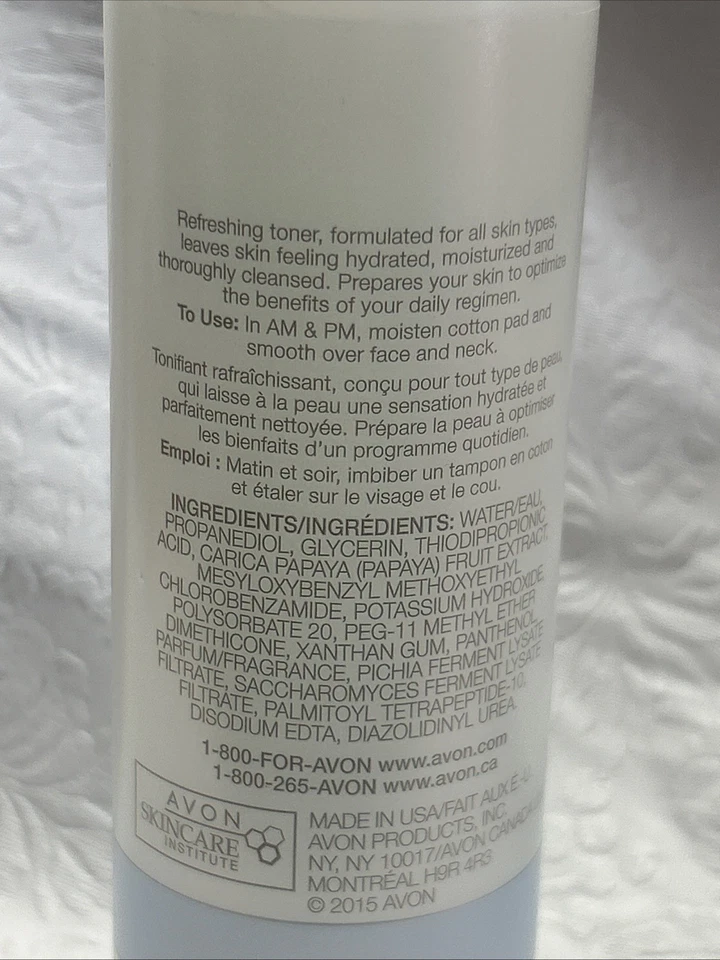 Refreshing toner, formulated for all skin types,
leaves skin feeling hydrated, moisturized and
thoroughly cleansed. Prepares your skin to optimize
the benefits of your daily regimen.
To Use: In AM & PM, moisten cotton pad and
smooth over face and neck.
Tonifiant rafraîchissant, conçu pour tout type de peau,
qui laisse à la peau une sensation hydratée et
parfaitement nettoyée. Prépare la peau à optimiser
les bienfaits d'un programme quotidien.
Emploi : Matin et soir, imbiber un tampon en coton
et étaler sur le visage et le cou.
INGREDIENTS/INGRÉDIENTS: WATER/EAU,
PROPANEDIOL, GLYCERIN, THIODIPROPIONIC
ACID, CARICA PAPAYA (PAPAYA) FRUIT EXTRACT,
MESYLOXYBENZYL METHOXYETHYL
CHLOROBENZAMIDE, POTASSIUM HYDROXIDE,
POLYSORBATE 20, PEG-11 METHYL ETHER
DIMETHICONE, XANTHAN GUM, PANTHENOL,
PARFUM/FRAGRANCE, PICHIA FERMENT LYSATE
FILTRATE, SACCHAROMYCES FERMENT LYSATE
FILTRATE, PALMITOYL TETRAPEPTIDE-10,
DISODIUM EDTA, DIAZOLIDINYL UREA.
1-800-FOR-AVON www.avon.com
1-800-265-AVON www.avon.ca
AVON
SKINCARE
INSTITUTE
MADE IN USA/FAIT AUX É.-U.
AVON PRODUCTS, INC.
NY, NY 10017/AVON CANADA
MONTRÉAL H9R 4R3
© 2015 AVON